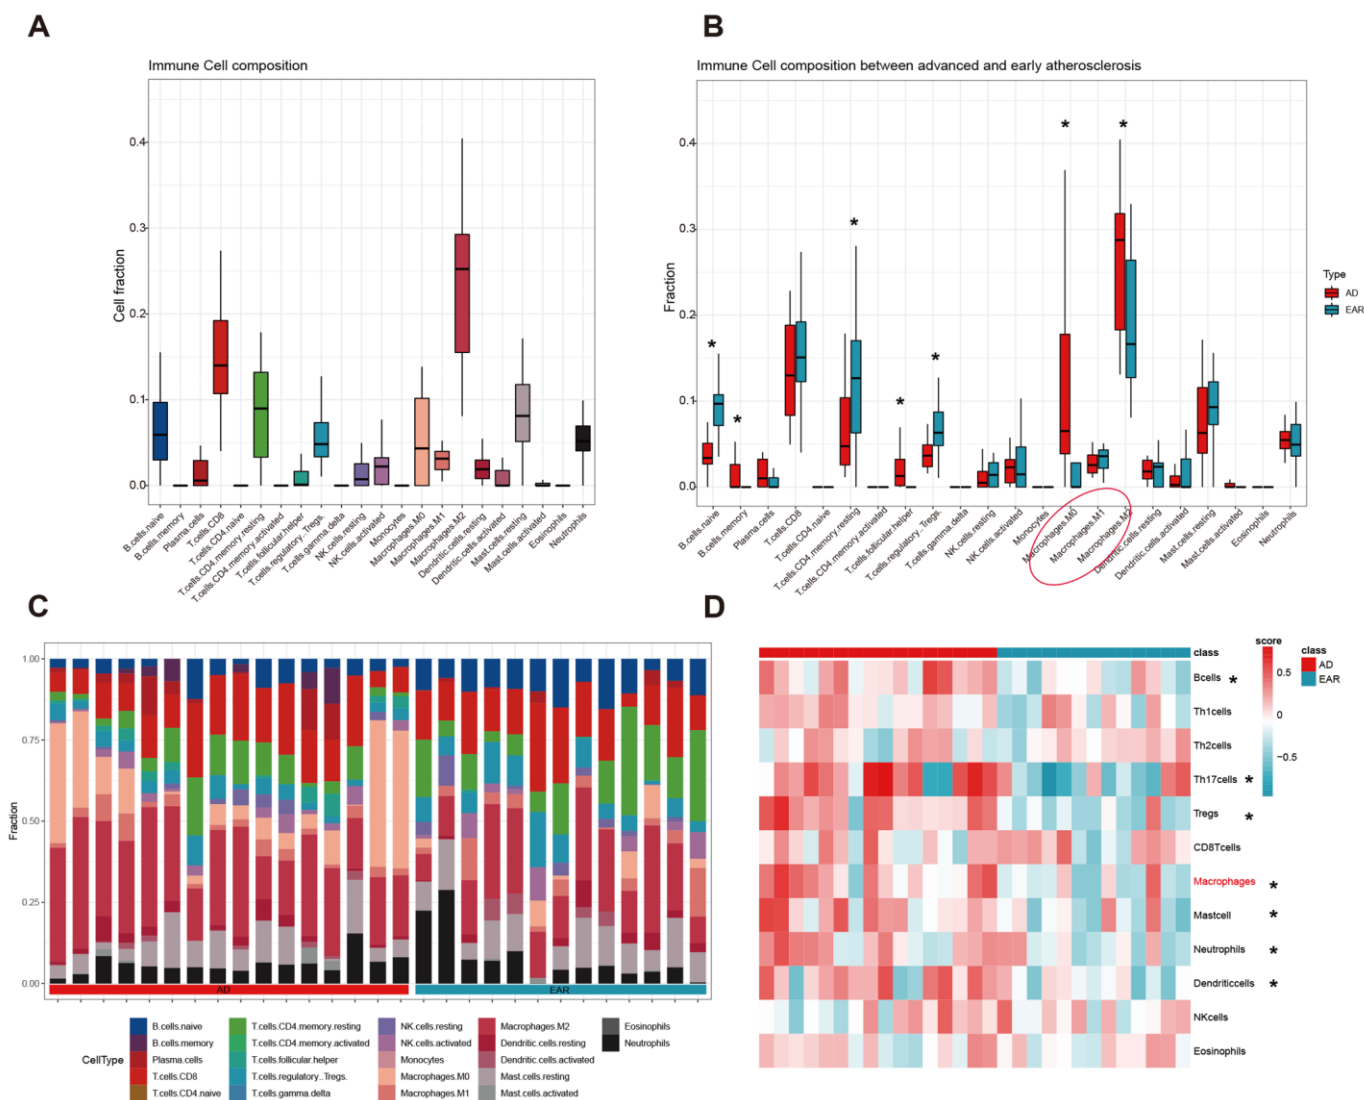 A
Immune Cell composition
Cell fraction
0.4
0.3
0.2
0.1
0.0
B.cells.naive
B.cells.memory
Plasma.cells
T.cells.CD8
T.cells.CD4.naive
T.cells.CD4.memory.resting
T.cells.CD4.memory.activated
T.cells.follicular.helper
T.cells.regulatory..Tregs.
T.cells.gamma.delta
NK.cells.resting
NK.cells.activated
Monocytes
Macrophages.M0
Macrophages.M1
Macrophages.M2
Dendritic.cells.resting
Dendritic.cells.activated
Mast.cells.resting
Mast.cells.activated
Eosinophils
Neutrophils
B
Immune Cell composition between advanced and early atherosclerosis
Fraction
0.4
0.3
0.2
0.1
0.0
* * * * * * * *
B.cells.naive
B.cells.memory
Plasma.cells
T.cells.CD8
T.cells.CD4.naive
T.cells.CD4.memory.resting
T.cells.CD4.memory.activated
T.cells.follicular.helper
T.cells.regulatory..Tregs.
T.cells.gamma.delta
NK.cells.resting
NK.cells.activated
Monocytes
Macrophages.M0
Macrophages.M1
Macrophages.M2
Dendritic.cells.resting
Dendritic.cells.activated
Mast.cells.resting
Mast.cells.activated
Eosinophils
Neutrophils
Type
AD
EAR
C
Fraction
1.00
0.75
0.50
0.25
0.00
AD
EAR
CellType
B.cells.naive
B.cells.memory
Plasma.cells
T.cells.CD8
T.cells.CD4.naive
T.cells.CD4.memory.resting
T.cells.CD4.memory.activated
T.cells.follicular.helper
T.cells.regulatory..Tregs.
T.cells.gamma.delta
NK.cells.resting
NK.cells.activated
Monocytes
Macrophages.M0
Macrophages.M1
Macrophages.M2
Dendritic.cells.resting
Dendritic.cells.activated
Mast.cells.resting
Mast.cells.activated
Eosinophils
Neutrophils
D
class
Bcells *
Th1cells
Th2cells
Th17cells *
Tregs *
CD8Tcells
Macrophages *
Mastcell *
Neutrophils *
Dendriticcells *
NKcells
Eosinophils
score
0.5
0
−0.5
class
AD
EAR